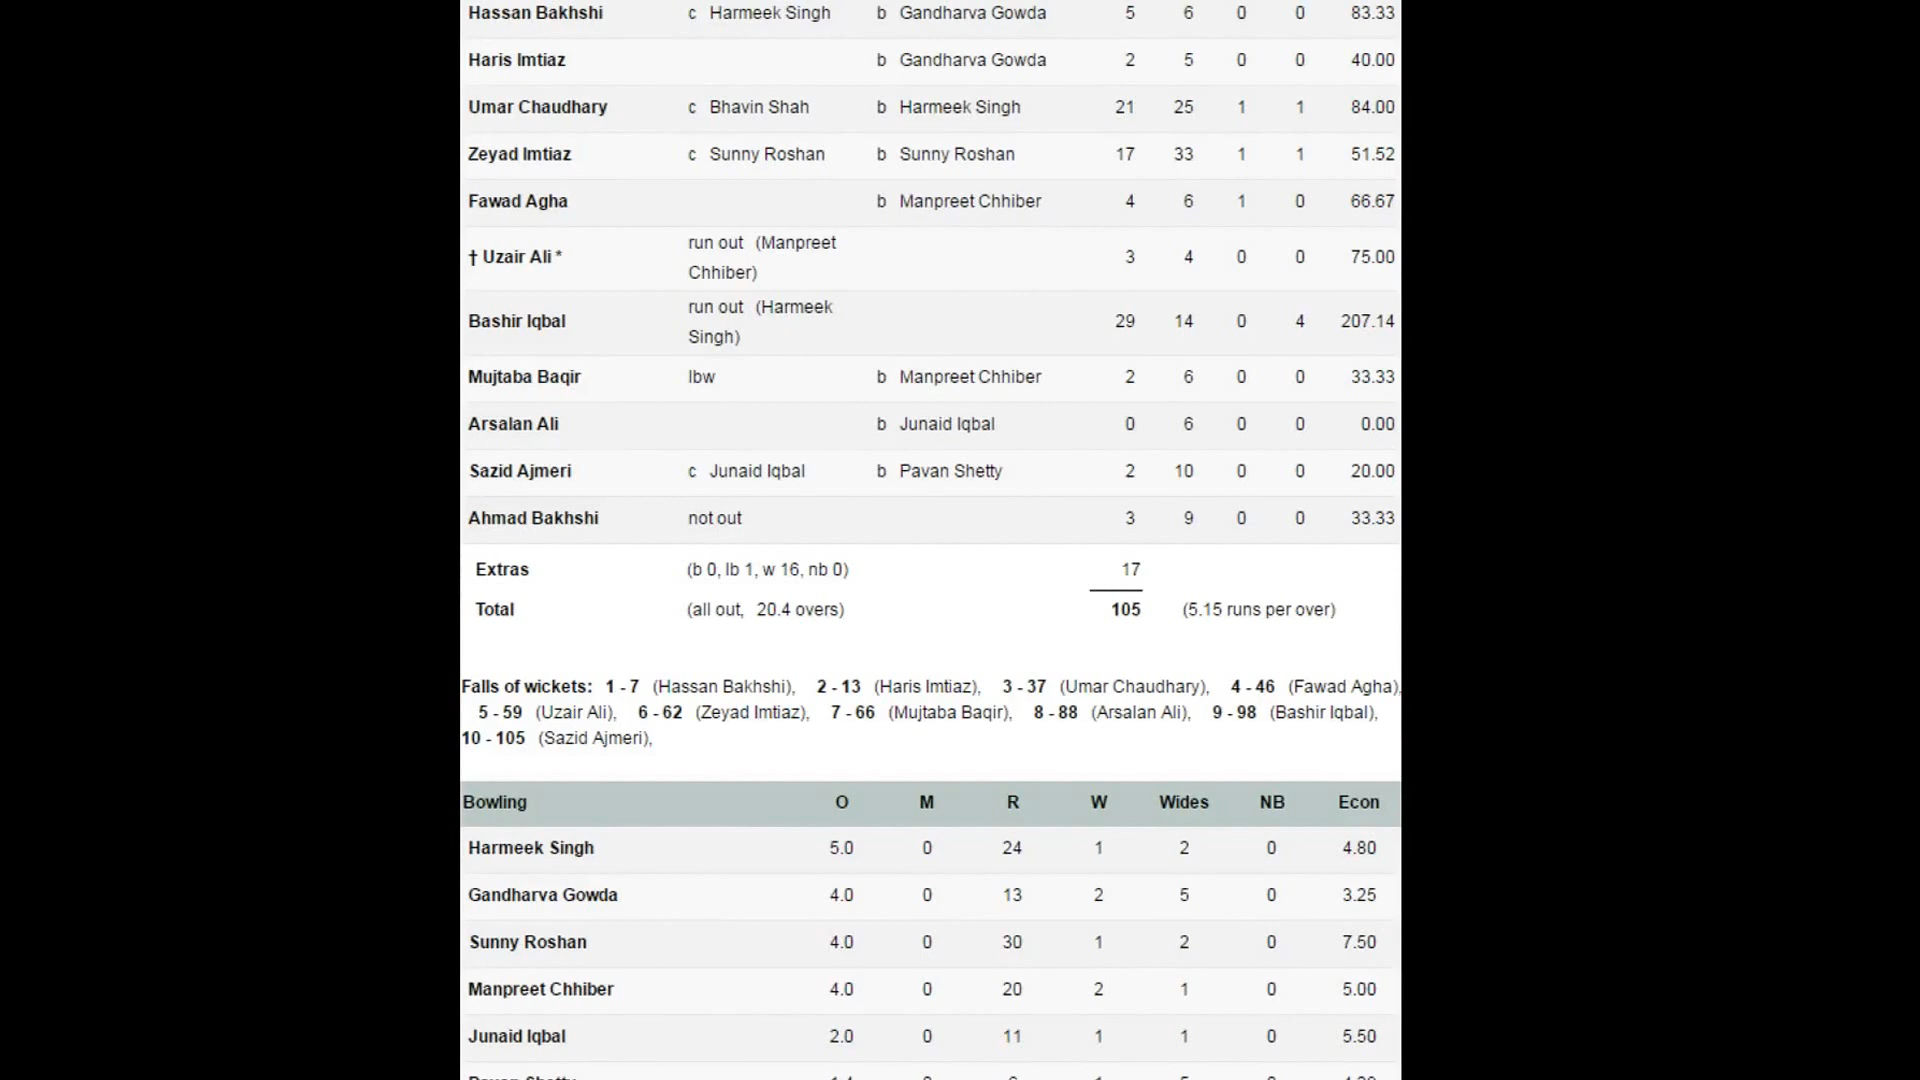 Hassan Bakhshi c Harmeek Singh b Gandharva Gowda 5 6 0 0 83.33
Haris Imtiaz b Gandharva Gowda 2 5 0 0 40.00
Umar Chaudhary c Bhavin Shah b Harmeek Singh 21 25 1 1 84.00
Zeyad Imtiaz c Sunny Roshan b Sunny Roshan 17 33 1 1 51.52
Fawad Agha b Manpreet Chhiber 4 6 1 0 66.67
† Uzair Ali * run out (Manpreet Chhiber) 3 4 0 0 75.00
Bashir Iqbal run out (Harmeek Singh) 29 14 0 4 207.14
Mujtaba Baqir lbw b Manpreet Chhiber 2 6 0 0 33.33
Arsalan Ali b Junaid Iqbal 0 6 0 0 0.00
Sazid Ajmeri c Junaid Iqbal b Pavan Shetty 2 10 0 0 20.00
Ahmad Bakhshi not out 3 9 0 0 33.33
Extras (b 0, lb 1, w 16, nb 0) 17
Total (all out, 20.4 overs) 105 (5.15 runs per over)
Falls of wickets: 1 - 7 (Hassan Bakhshi), 2 - 13 (Haris Imtiaz), 3 - 37 (Umar Chaudhary), 4 - 46 (Fawad Agha),
5 - 59 (Uzair Ali), 6 - 62 (Zeyad Imtiaz), 7 - 66 (Mujtaba Baqir), 8 - 88 (Arsalan Ali), 9 - 98 (Bashir Iqbal),
10 - 105 (Sazid Ajmeri),
Bowling O M R W Wides NB Econ
Harmeek Singh 5.0 0 24 1 2 0 4.80
Gandharva Gowda 4.0 0 13 2 5 0 3.25
Sunny Roshan 4.0 0 30 1 2 0 7.50
Manpreet Chhiber 4.0 0 20 2 1 0 5.00
Junaid Iqbal 2.0 0 11 1 1 0 5.50